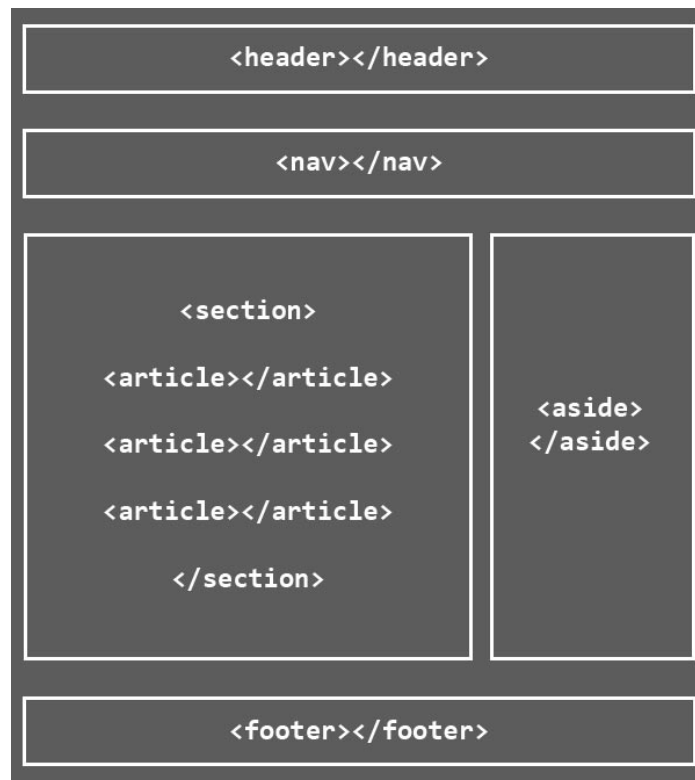 <header></header>
<nav></nav>
<section>
<article></article>
<article></article>
<article></article>
</section>
<aside>
</aside>
<footer></footer>